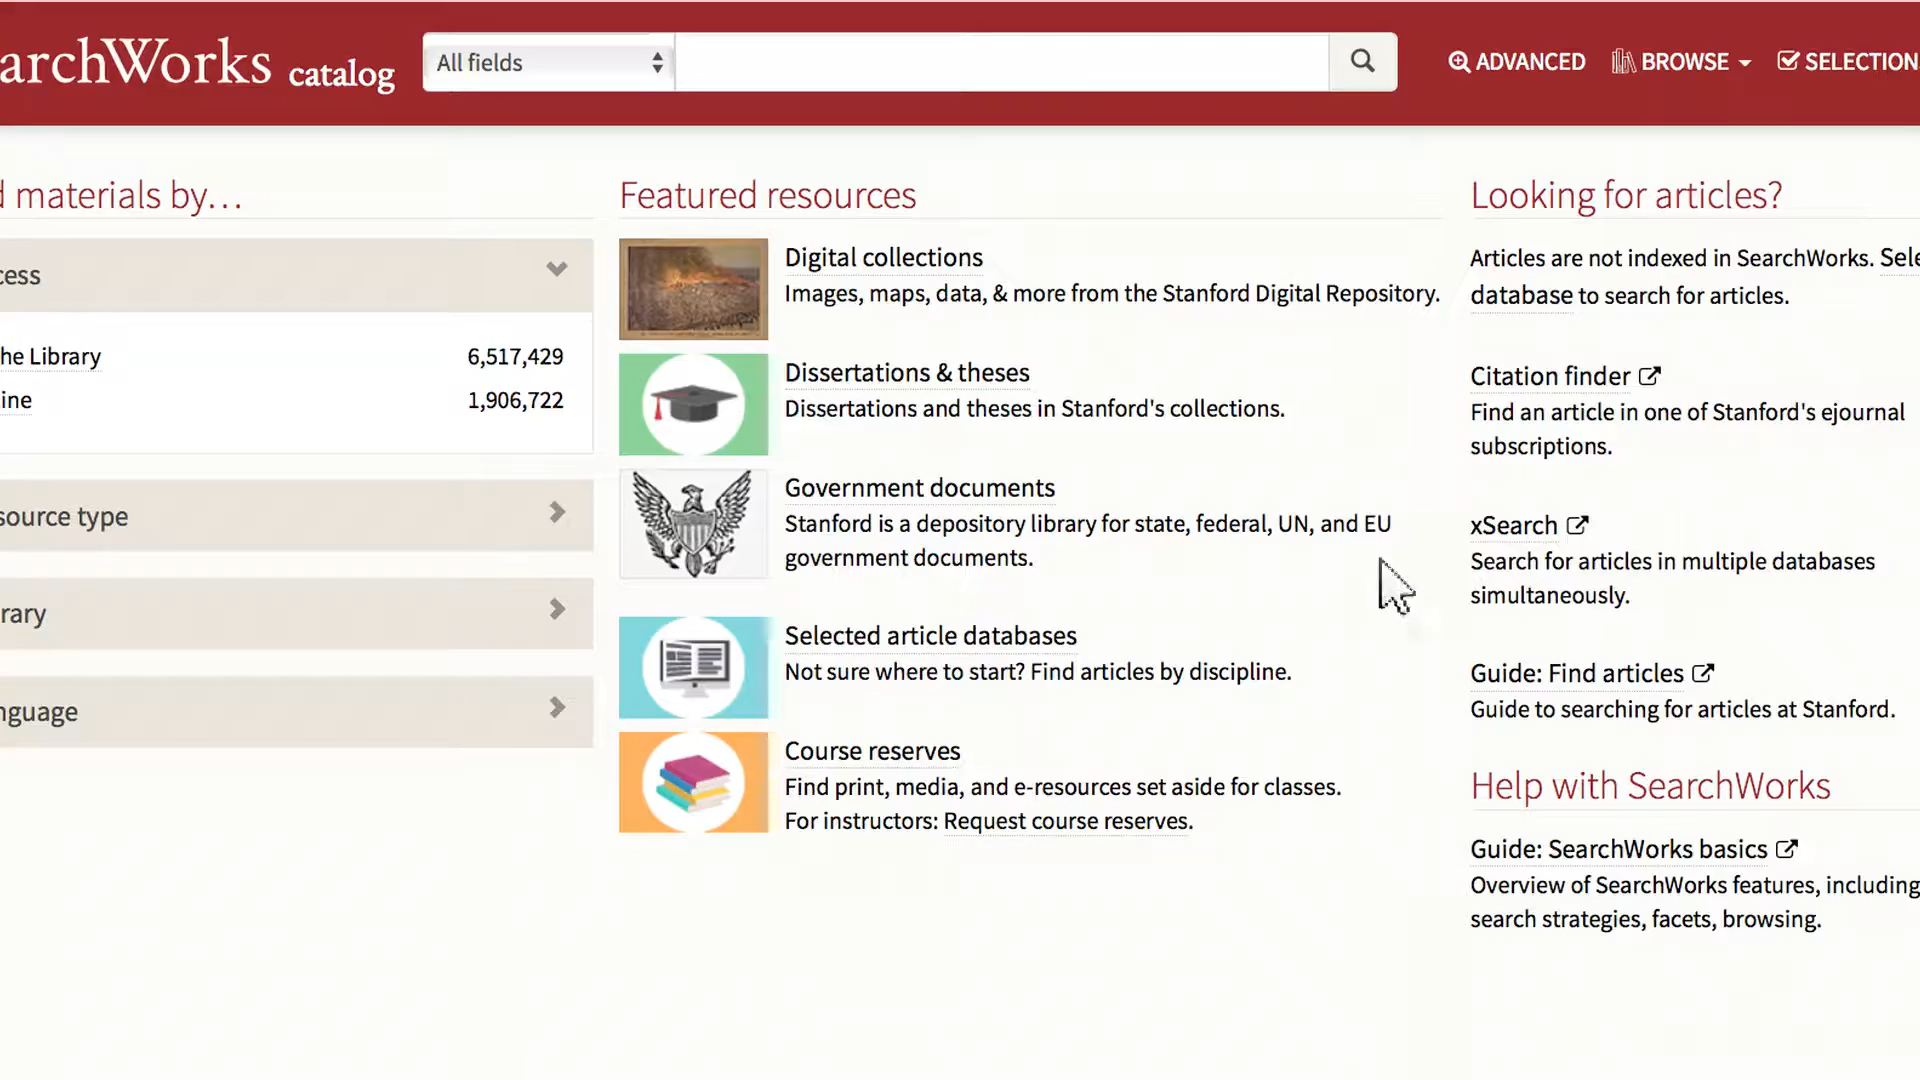 archWorks catalog
All fields
ADVANCED
BROWSE
SELECTION
d materials by...
cess
he Library 6,517,429
ine 1,906,722
source type
rary
nguage
Featured resources
Digital collections
Images, maps, data, & more from the Stanford Digital Repository.
Dissertations & theses
Dissertations and theses in Stanford's collections.
Government documents
Stanford is a depository library for state, federal, UN, and EU
government documents.
Selected article databases
Not sure where to start? Find articles by discipline.
Course reserves
Find print, media, and e-resources set aside for classes.
For instructors: Request course reserves.
Looking for articles?
Articles are not indexed in SearchWorks. Sele
database to search for articles.
Citation finder
Find an article in one of Stanford's ejournal
subscriptions.
xSearch
Search for articles in multiple databases
simultaneously.
Guide: Find articles
Guide to searching for articles at Stanford.
Help with SearchWorks
Guide: SearchWorks basics
Overview of SearchWorks features, including
search strategies, facets, browsing.